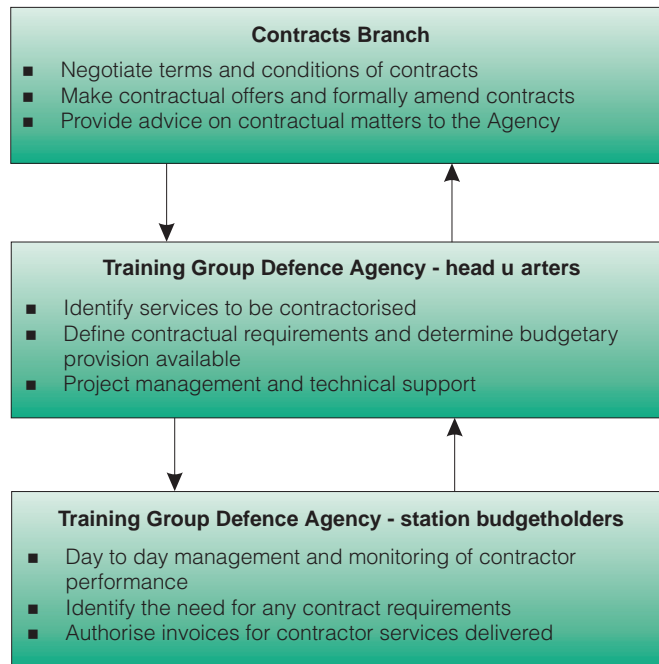 Contracts Branch
■ Negotiate terms and conditions of contracts
■ Make contractual offers and formally amend contracts
■ Provide advice on contractual matters to the Agency
Training Group Defence Agency - head u arters
■ Identify services to be contractorised
■ Define contractual requirements and determine budgetary
provision available
■ Project management and technical support
Training Group Defence Agency - station budgetholders
■ Day to day management and monitoring of contractor
performance
■ Identify the need for any contract requirements
■ Authorise invoices for contractor services delivered